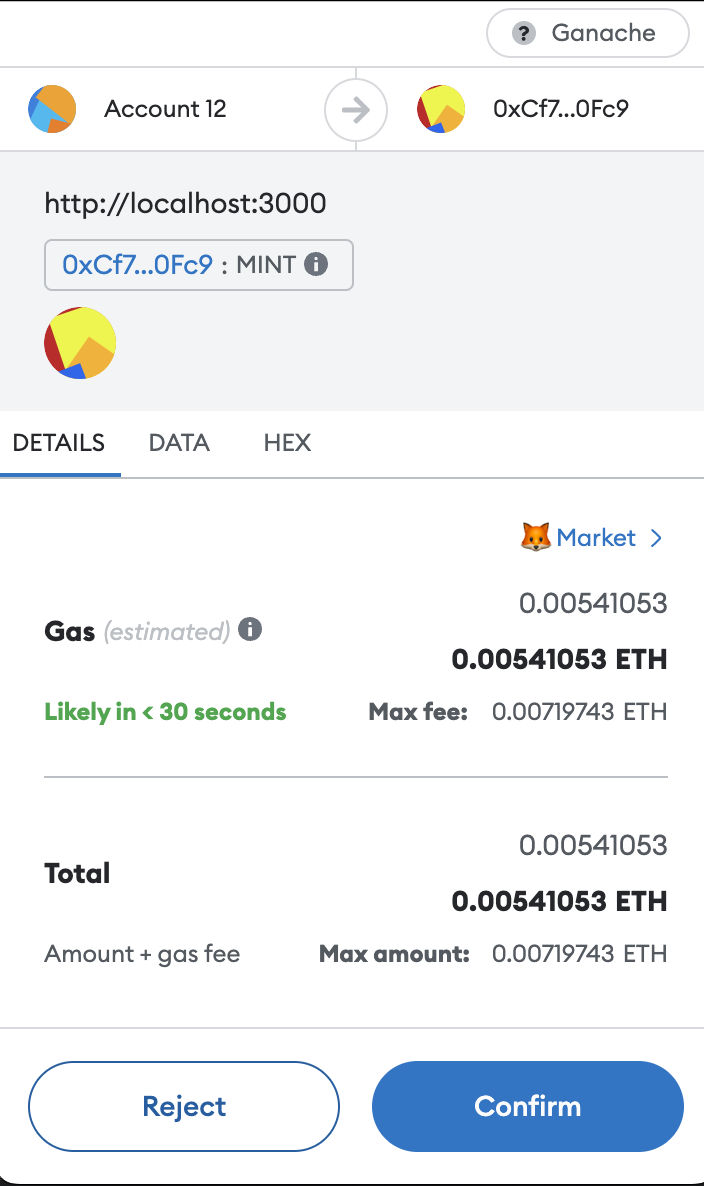 ? Ganache
Account 12 0xCf7...0Fc9
http://localhost:3000
0xCf7...0Fc9 : MINT i
DETAILS DATA HEX
Market >
0.00541053
Gas (estimated) i
0.00541053 ETH
Likely in < 30 seconds Max fee: 0.00719743 ETH
0.00541053
Total
0.00541053 ETH
Amount + gas fee Max amount: 0.00719743 ETH
Reject Confirm